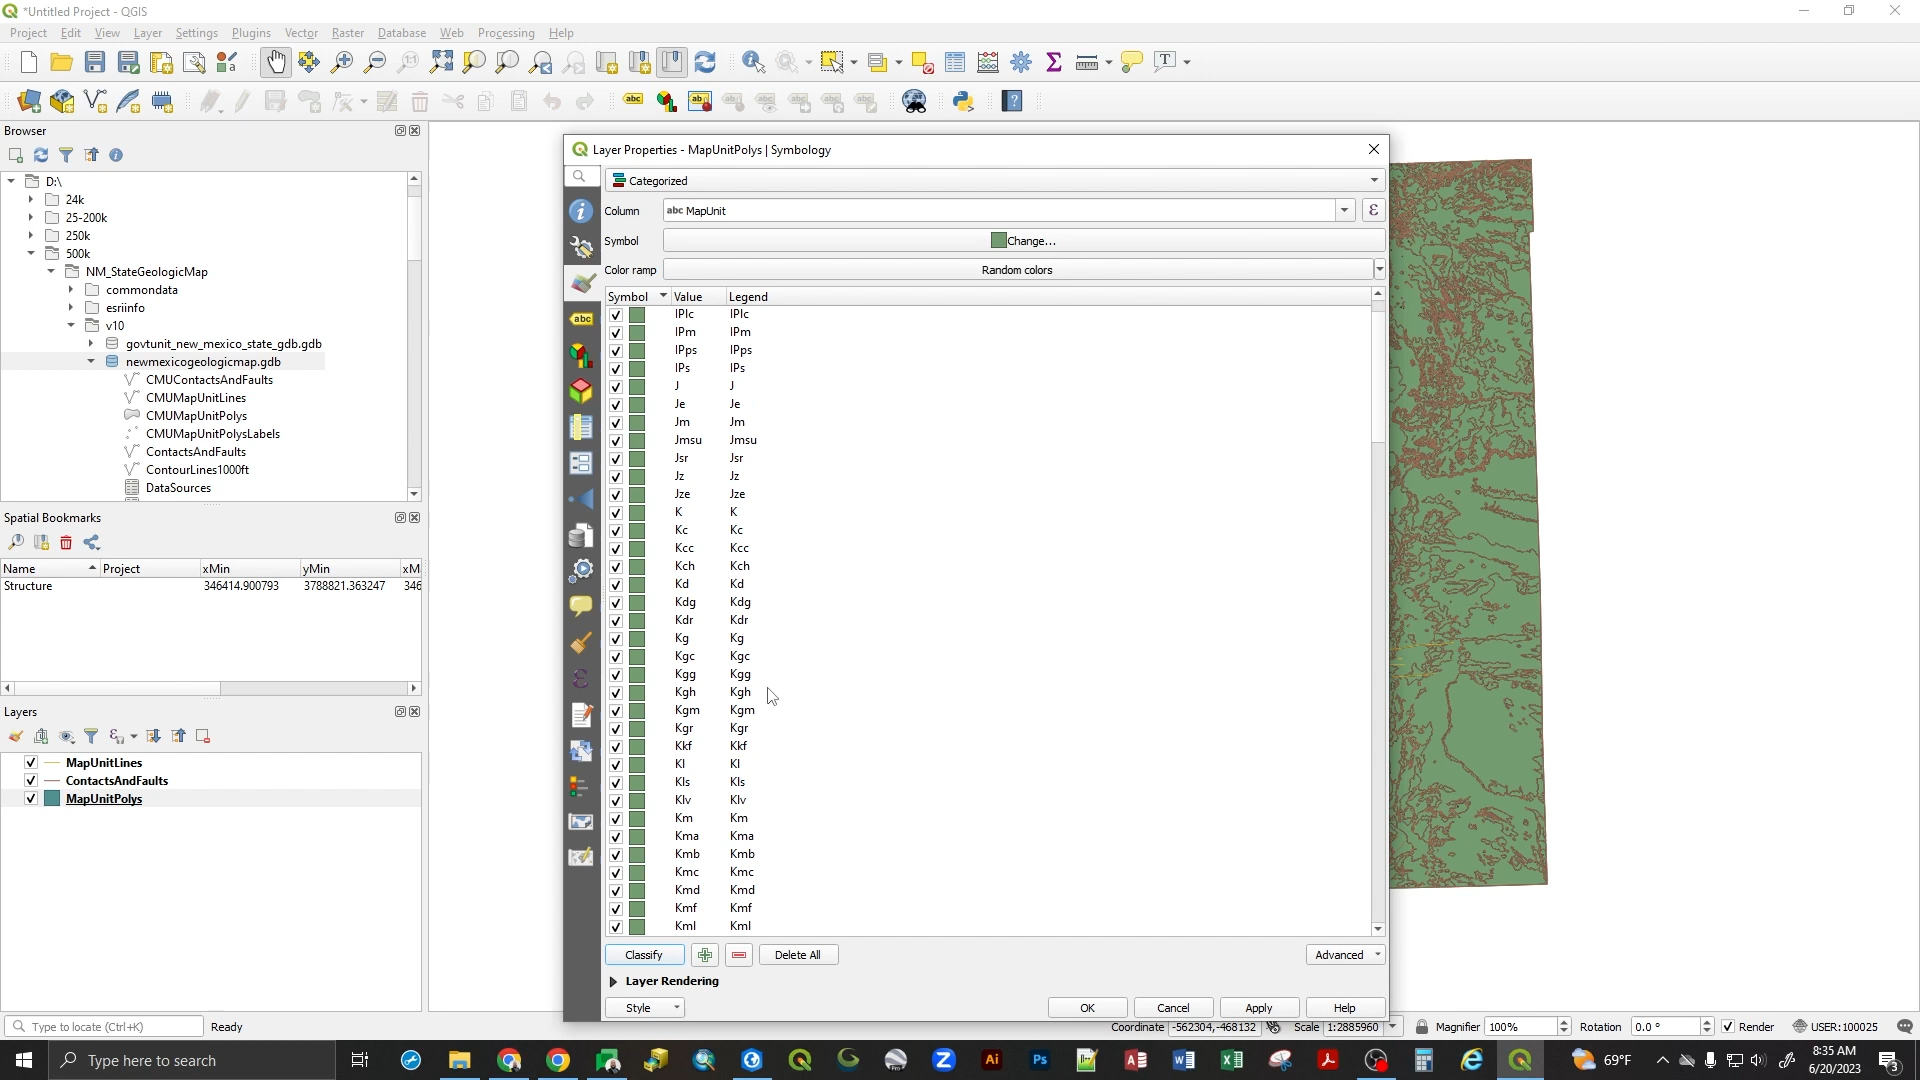 *Untitled Project - QGIS
Project Edit View Layer Settings Plugins Vector Raster Database Web Processing Help
Browser
D:\
24k
25-200k
250k
500k
NM_StateGeologicMap
commondata
esriinfo
v10
govtunit_new_mexico_state_gdb.gdb
newmexicogeologicmap.gdb
CMUContactsAndFaults
CMUMapUnitLines
CMUMapUnitPolys
CMUMapUnitPolysLabels
ContactsAndFaults
ContourLines1000ft
DataSources
Spatial Bookmarks
Name Project xMin yMin xM
Structure 346414.900793 3788821.363247 346
Layers
MapUnitLines
ContactsAndFaults
MapUnitPolys
Layer Properties - MapUnitPolys | Symbology
Categorized
Column abc MapUnit
Symbol Change...
Color ramp Random colors
Symbol Value Legend
IPlc IPlc
IPm IPm
IPps IPps
IPs IPs
J J
Je Je
Jm Jm
Jmsu Jmsu
Jsr Jsr
Jz Jz
Jze Jze
K K
Kc Kc
Kcc Kcc
Kch Kch
Kd Kd
Kdg Kdg
Kdr Kdr
Kg Kg
Kgc Kgc
Kgg Kgg
Kgh Kgh
Kgm Kgm
Kgr Kgr
Kkf Kkf
Kl Kl
Kls Kls
Klv Klv
Km Km
Kma Kma
Kmb Kmb
Kmc Kmc
Kmd Kmd
Kmf Kmf
Kml Kml
Classify Delete All Advanced
Layer Rendering
Style OK Cancel Apply Help
Type to locate (Ctrl+K) Ready Coordinate -562304,-468132 Scale 1:2885960 Magnifier 100% Rotation 0.0 ° Render USER:100025
Type here to search
69°F
8:35 AM
6/20/2023
3